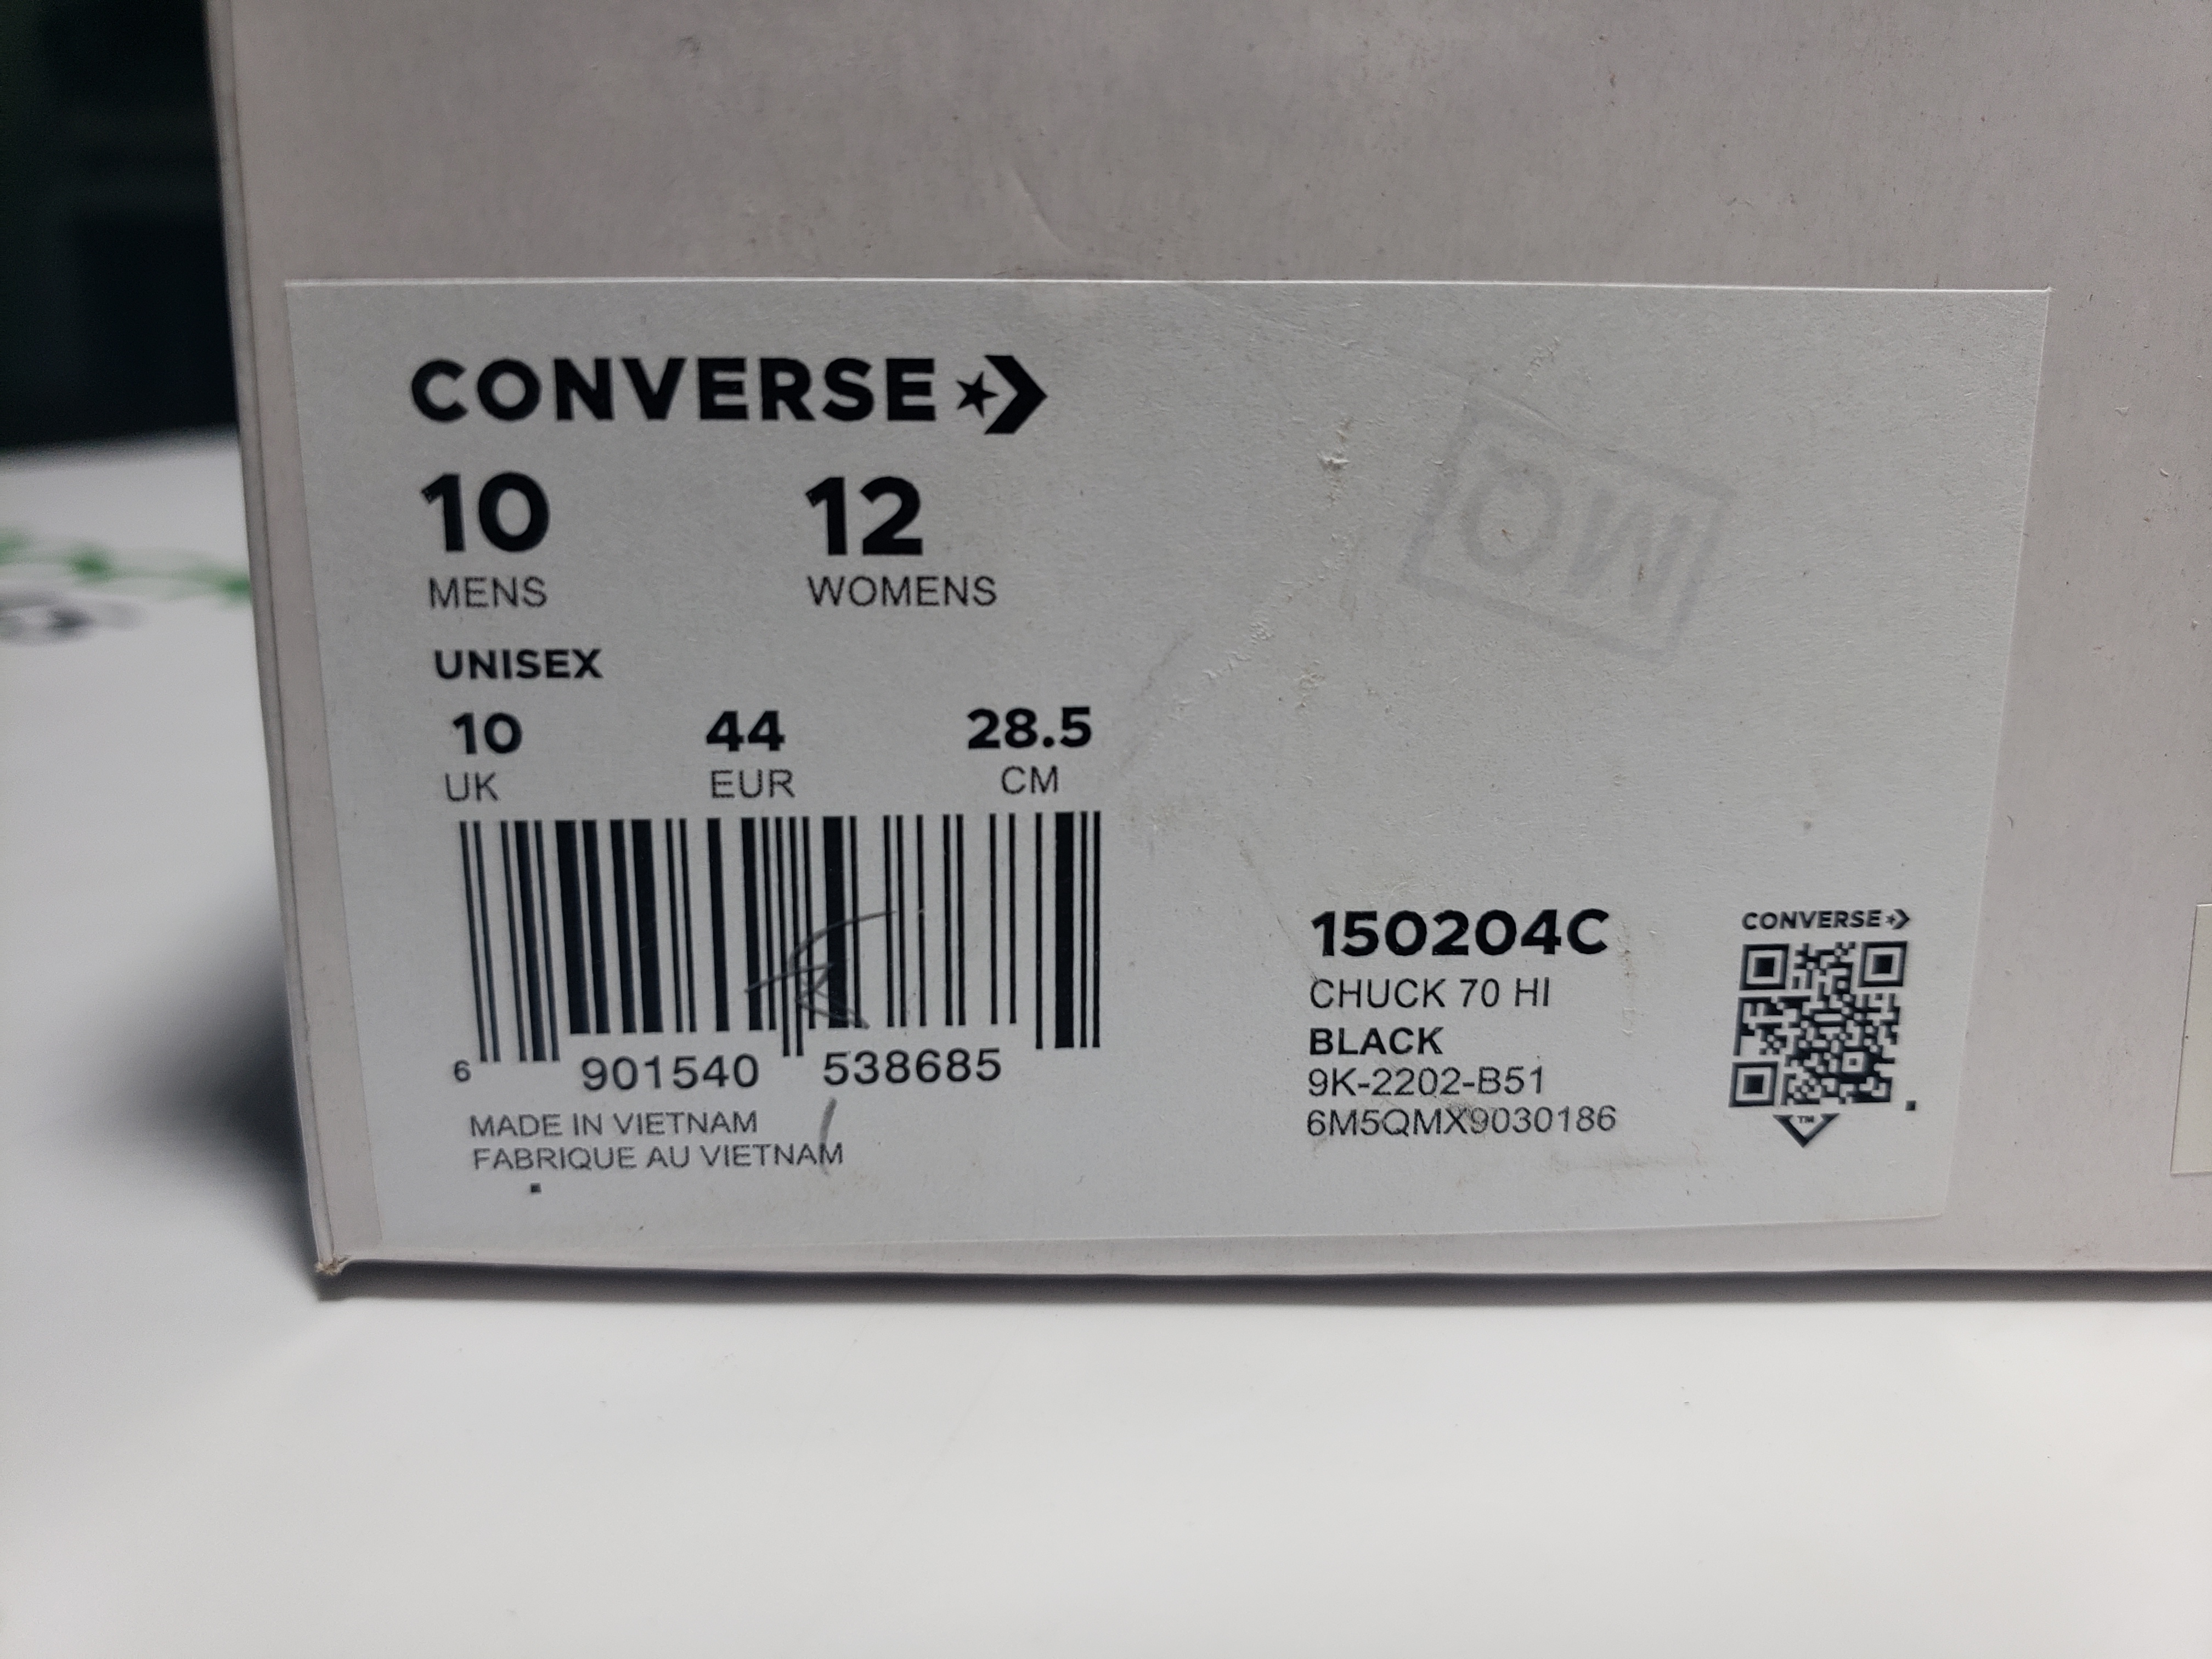 CONVERSE
10 12
MENS WOMENS
UNISEX
10 44 28.5
UK EUR CM
6 901540 538685
MADE IN VIETNAM
FABRIQUE AU VIETNAM
150204C
CHUCK 70 HI
BLACK
9K-2202-B51
6M5QMX9030186
CONVERSE
TM